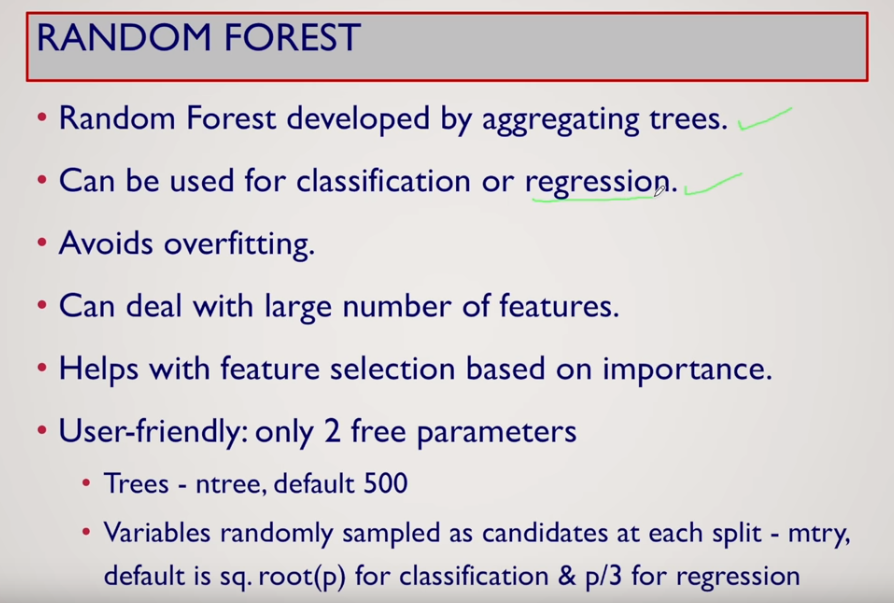 RANDOM FOREST
• Random Forest developed by aggregating trees.
• Can be used for classification or regression.
• Avoids overfitting.
• Can deal with large number of features.
• Helps with feature selection based on importance.
• User-friendly: only 2 free parameters
• Trees - ntree, default 500
• Variables randomly sampled as candidates at each split - mtry,
default is sq. root(p) for classification & p/3 for regression